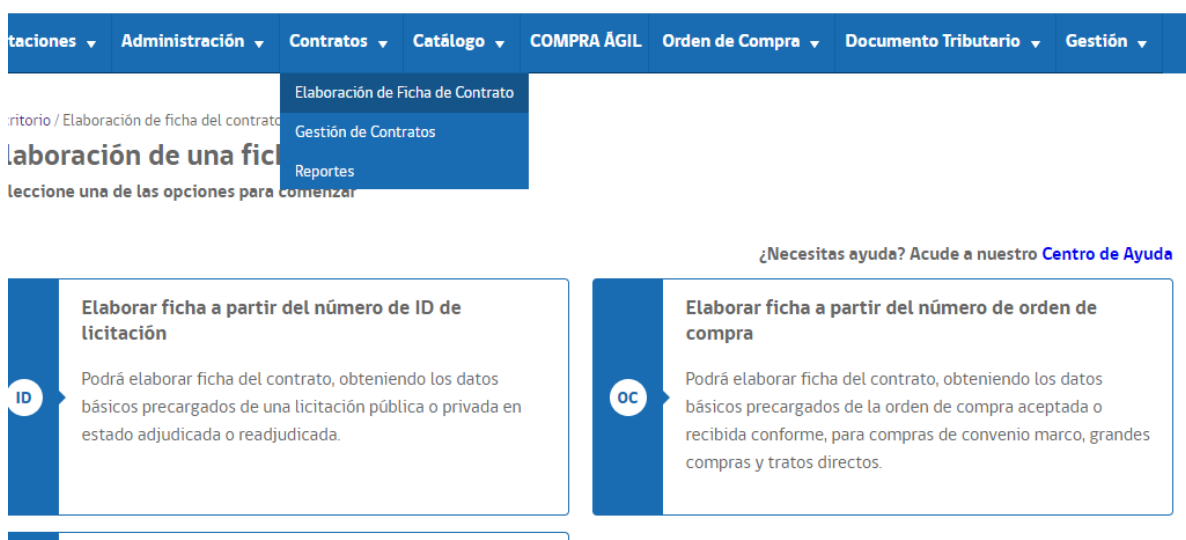 taciones Administración Contratos Catálogo COMPRA ÁGIL Orden de Compra Documento Tributario Gestión
Elaboración de Ficha de Contrato
Gestión de Contratos
Reportes
ritorio / Elaboración de ficha del contrato
laboración de una fich
leccione una de las opciones para comenzar
¿Necesitas ayuda? Acude a nuestro Centro de Ayuda
ID
Elaborar ficha a partir del número de ID de
licitación
Podrá elaborar ficha del contrato, obteniendo los datos
básicos precargados de una licitación pública o privada en
estado adjudicada o readjudicada.
OC
Elaborar ficha a partir del número de orden de
compra
Podrá elaborar ficha del contrato, obteniendo los datos
básicos precargados de la orden de compra aceptada o
recibida conforme, para compras de convenio marco, grandes
compras y tratos directos.